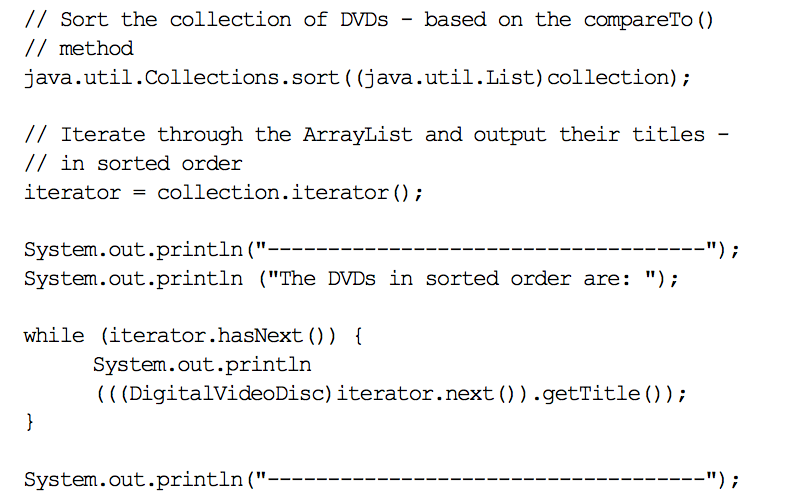 // Sort the collection of DVDs - based on the compareTo()
// method
java.util.Collections.sort((java.util.List)collection);
// Iterate through the ArrayList and output their titles -
// in sorted order
iterator = collection.iterator();
System.out.println("------------------------------------");
System.out.println ("The DVDs in sorted order are: ");
while (iterator.hasNext()) {
System.out.println
(((DigitalVideoDisc)iterator.next()).getTitle());
}
System.out.println("------------------------------------");